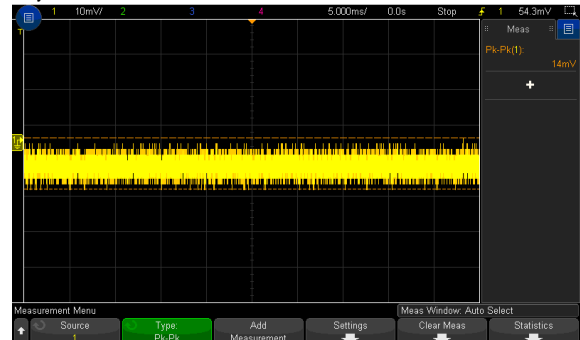 1 10mV/ 2 3 4 5.000ms/ 0.0s Stop 1 54.3mV
Meas
Pk-Pk(1):
14mV
+
T
Measurement Menu
Meas Window: Auto Select
Source
1
Type:
Pk-Pk
Add
Measurement
Settings
Clear Meas
Statistics